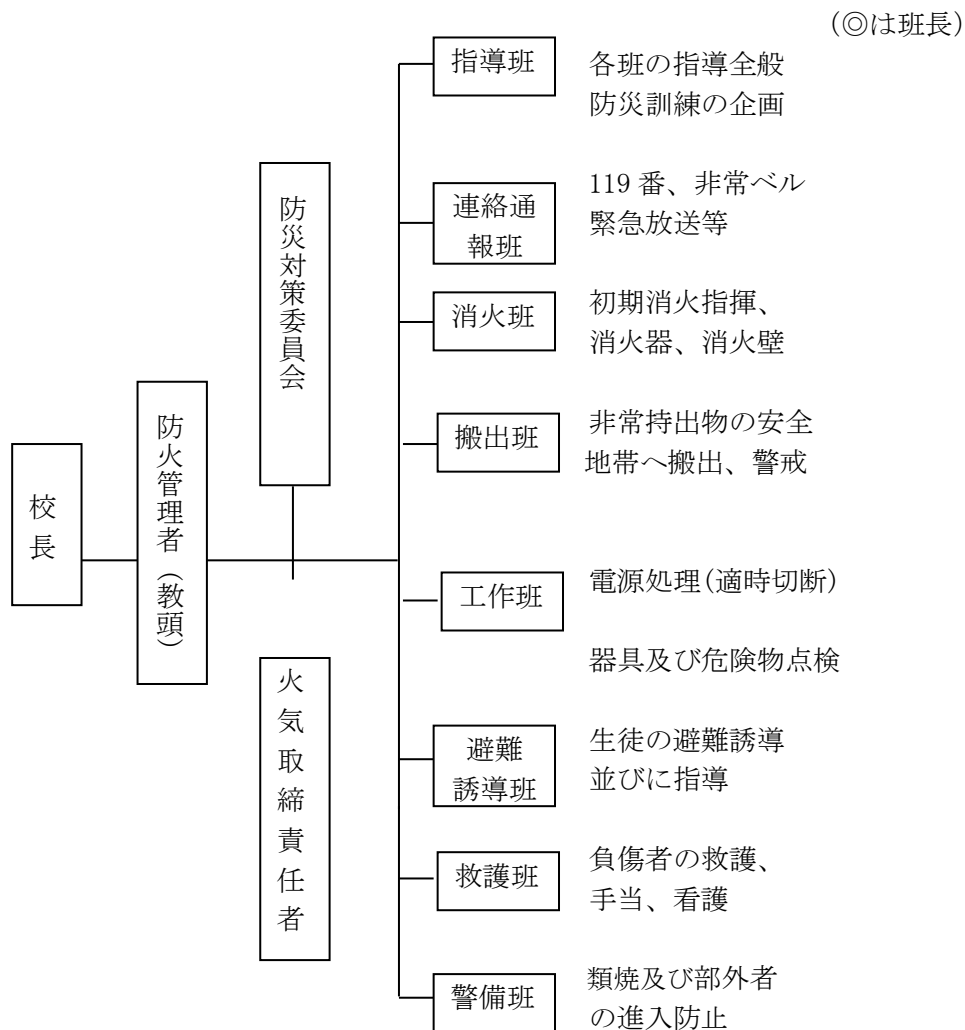 (◎は班長)
校長
防火管理者(教頭)
防災対策委員会
火気取締責任者
指導班
各班の指導全般
防災訓練の企画
連絡通
報班
119 番、非常ベル
緊急放送等
消火班
初期消火指揮、
消火器、消火壁
搬出班
非常持出物の安全
地帯へ搬出、警戒
工作班
電源処理(適時切断)
器具及び危険物点検
避難
誘導班
生徒の避難誘導
並びに指導
救護班
負傷者の救護、
手当、看護
警備班
類焼及び部外者
の進入防止